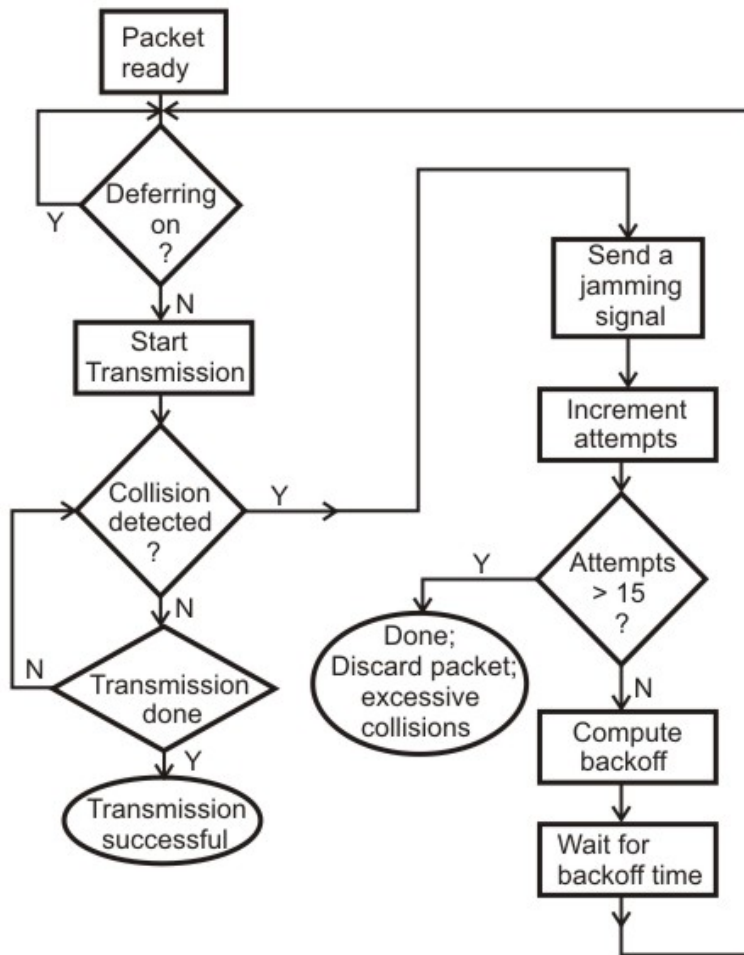 Packet
ready
Deferring
on
?
Y
N
Start
Transmission
Collision
detected
?
Y
N
Transmission
done
N
Y
Transmission
successful
Send a
jamming
signal
Increment
attempts
Attempts
> 15
?
Y
Done;
Discard packet;
excessive
collisions
N
Compute
backoff
Wait for
backoff time